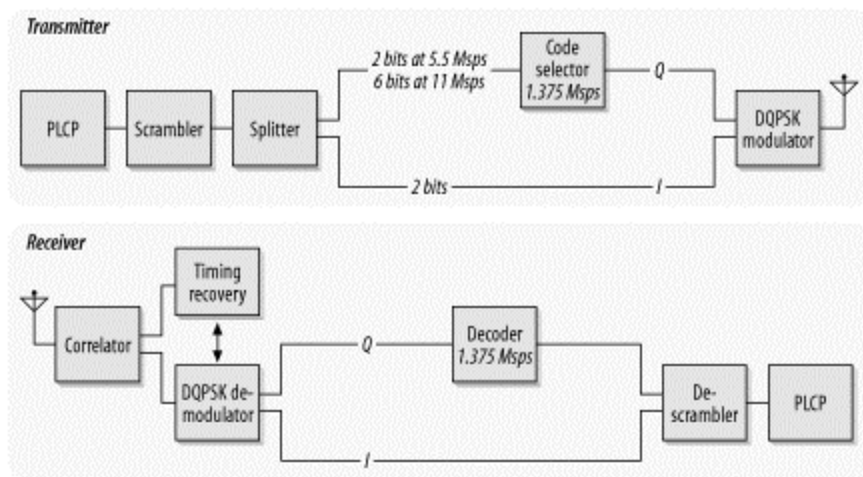 Transmitter
2 bits at 5.5 Msps
6 bits at 11 Msps
Code
selector
1.375 Msps
Q
PLCP
Scrambler
Splitter
DQPSK
modulator
2 bits
I
Receiver
Timing
recovery
Correlator
DQPSK de-
modulator
Q
Decoder
1.375 Msps
De-
scrambler
PLCP
I